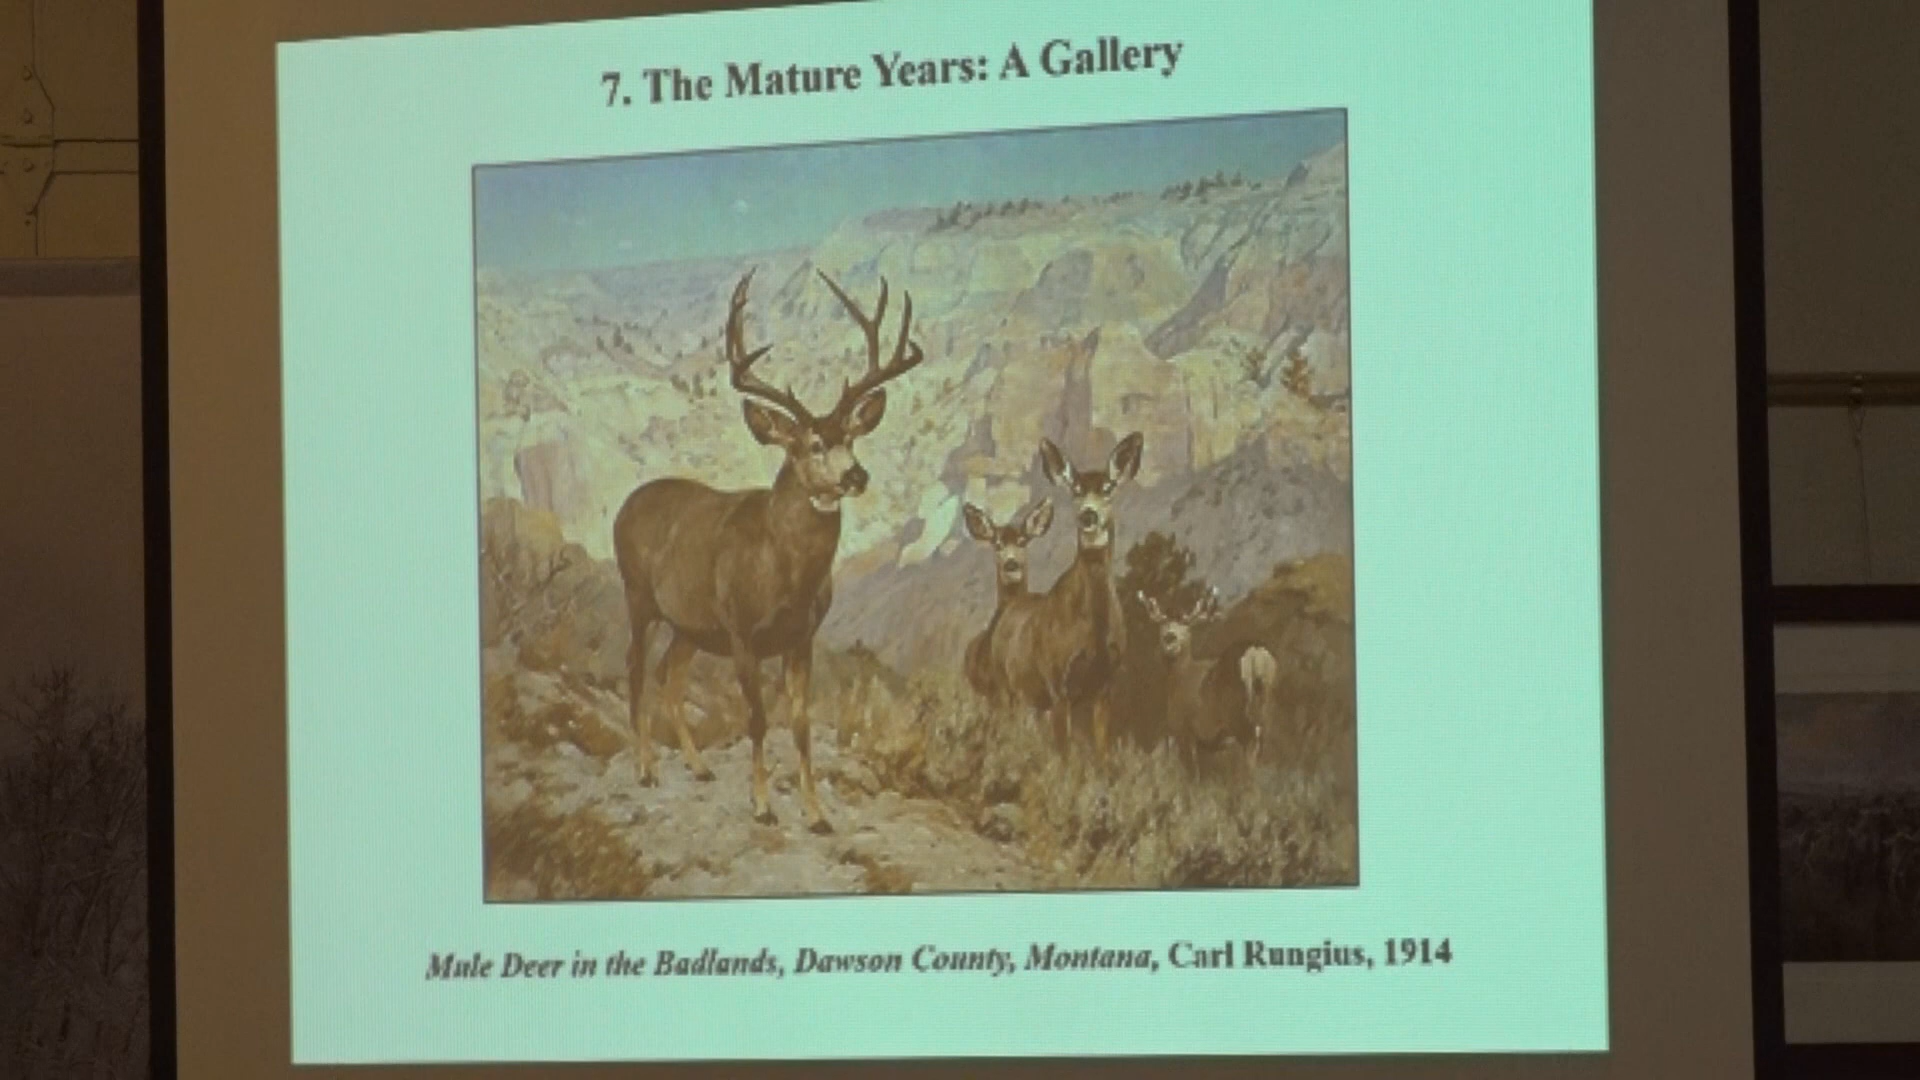 7. The Mature Years: A Gallery
Mule Deer in the Badlands, Dawson County, Montana, Carl Rungius, 1914